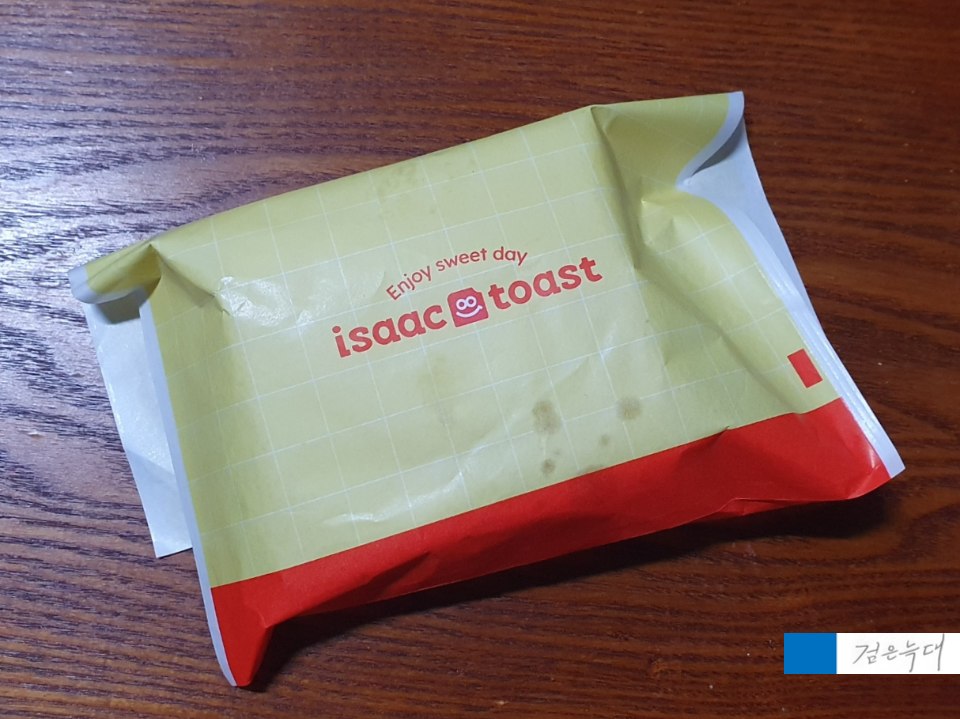 Enjoy sweet day
isaac toast
검은늑대